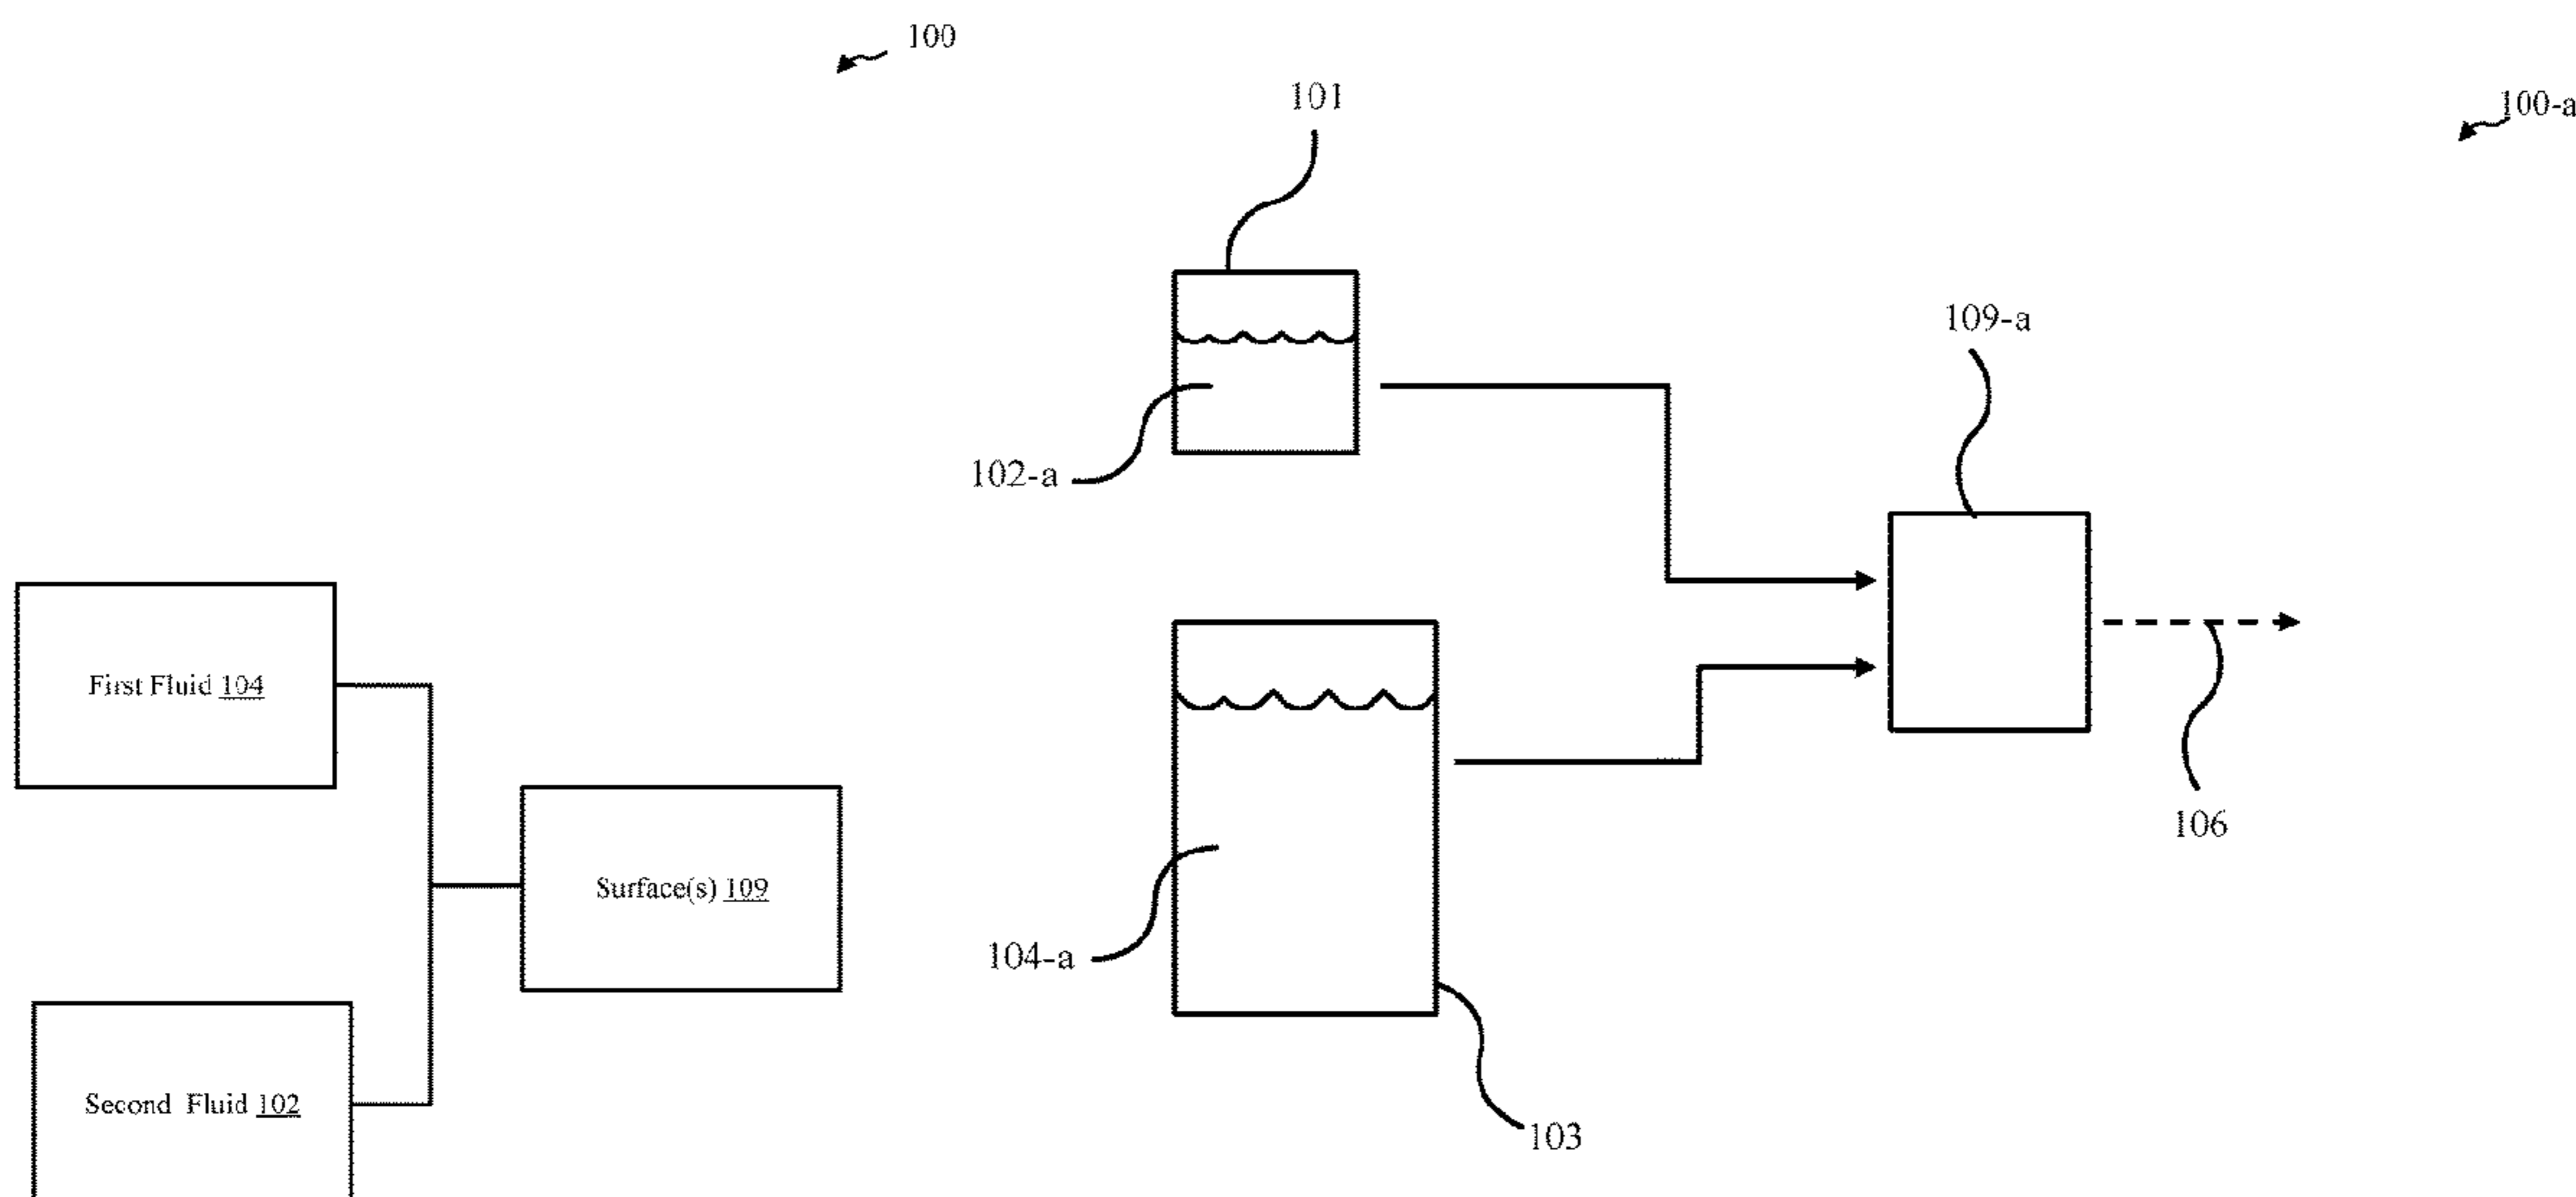 100
First Fluid 104
Surface(s) 109
Second Fluid 102
100-a
101
102-a
109-a
106
104-a
103